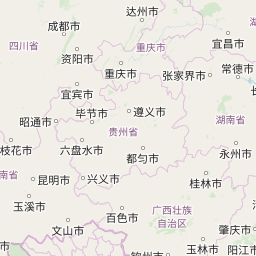 达州市
成都市
宜昌市
四川省
重庆市
资阳市
常德市
重庆市
张家界市
宜宾市
毕节市
遵义市
昭通市
湖南省
贵州省
枝花市
六盘水市
都匀市
永州市
南省
昆明市
兴义市
桂林市
玉溪市
百色市
广西壮族
自治区
文山市
肇庆市
玉林市
阳江市
钦州市